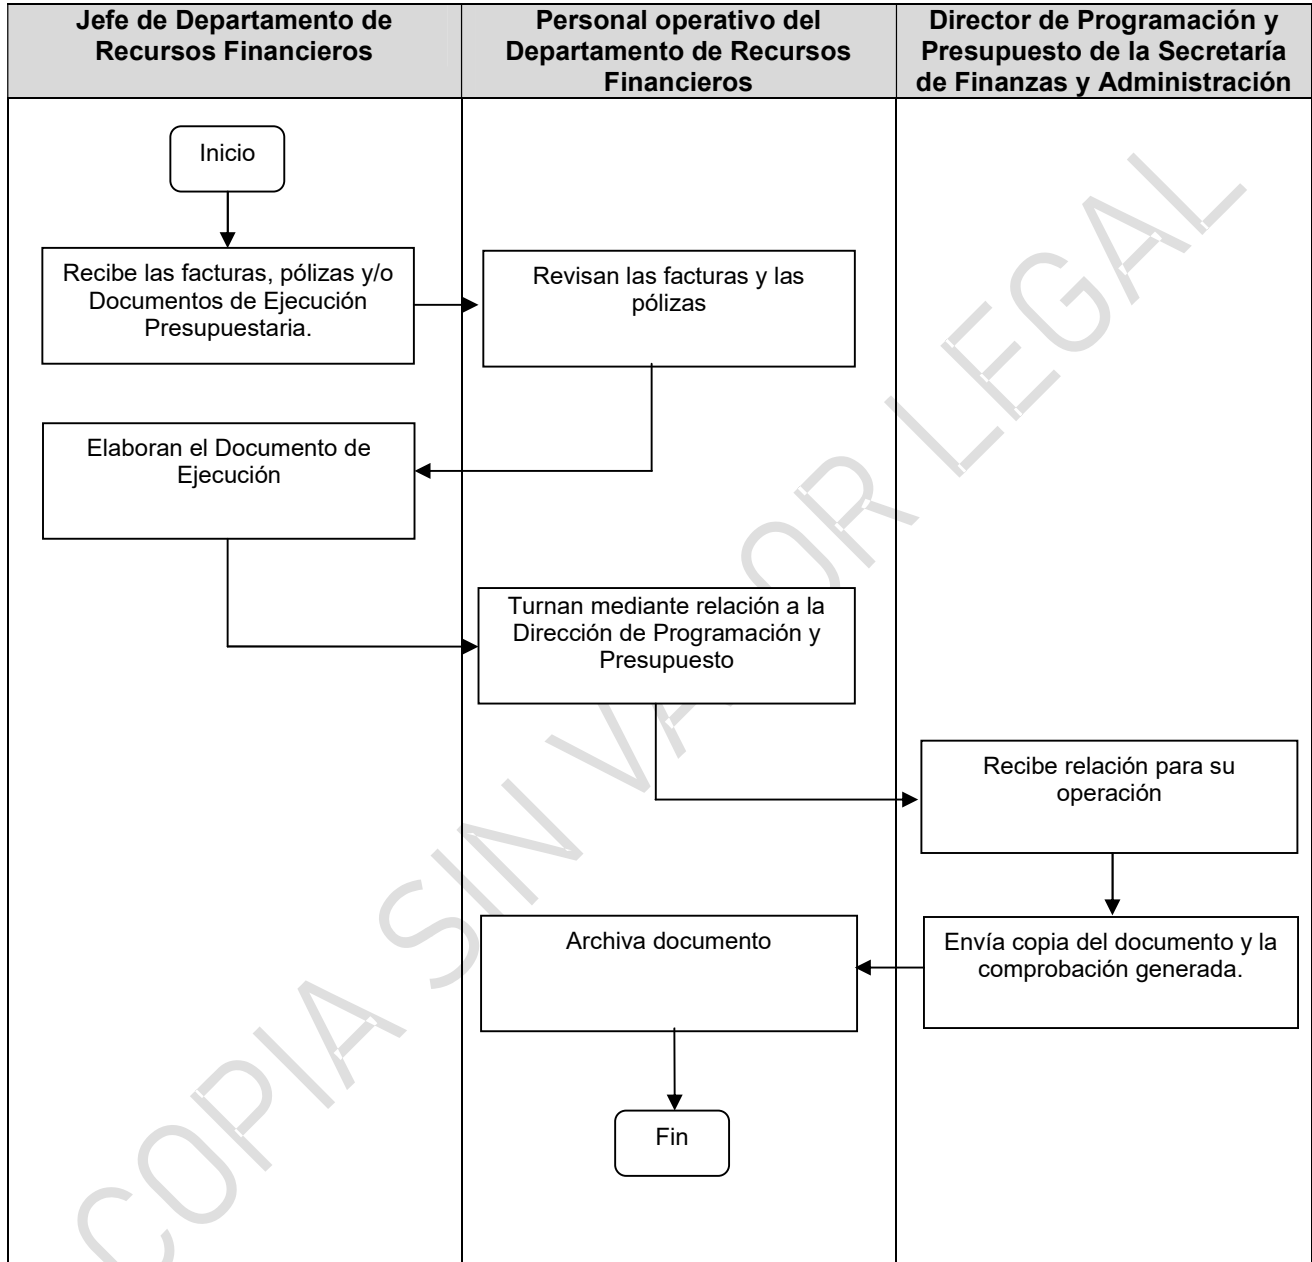 Jefe de Departamento de
Recursos Financieros
Personal operativo del
Departamento de Recursos
Financieros
Director de Programación y
Presupuesto de la Secretaría
de Finanzas y Administración
Inicio
Recibe las facturas, pólizas y/o
Documentos de Ejecución
Presupuestaria.
Revisan las facturas y las
pólizas
Elaboran el Documento de
Ejecución
Turnan mediante relación a la
Dirección de Programación y
Presupuesto
Recibe relación para su
operación
Envía copia del documento y la
comprobación generada.
Archiva documento
Fin
COPIA SIN VALOR LEGAL